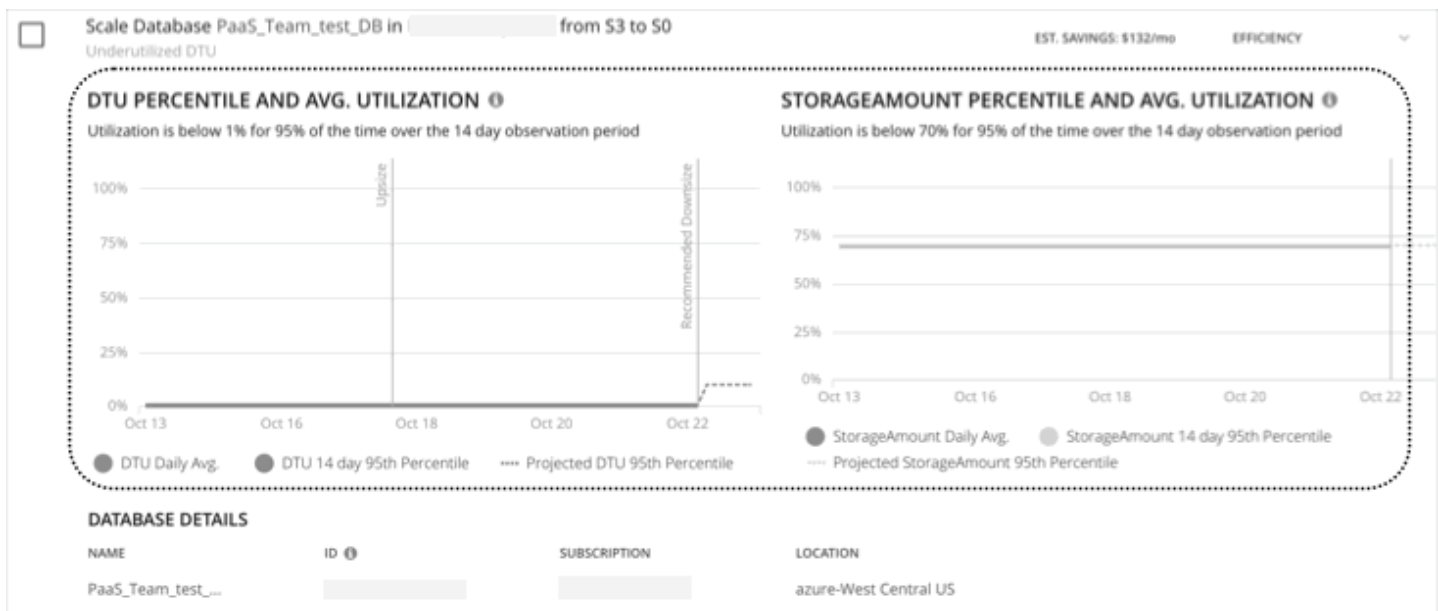 Scale Database PaaS_Team_test_DB in from S3 to S0
Underutilized DTU
EST. SAVINGS: $132/mo
EFFICIENCY
DTU PERCENTILE AND AVG. UTILIZATION
Utilization is below 1% for 95% of the time over the 14 day observation period
100%
75%
50%
25%
0%
Upsize
Recommended Downsize
Oct 13 Oct 16 Oct 18 Oct 20 Oct 22
DTU Daily Avg. DTU 14 day 95th Percentile Projected DTU 95th Percentile
STORAGEAMOUNT PERCENTILE AND AVG. UTILIZATION
Utilization is below 70% for 95% of the time over the 14 day observation period
100%
75%
50%
25%
0%
Oct 13 Oct 16 Oct 18 Oct 20 Oct 22
StorageAmount Daily Avg. StorageAmount 14 day 95th Percentile
Projected StorageAmount 95th Percentile
DATABASE DETAILS
NAME ID SUBSCRIPTION LOCATION
PaaS_Team_test_... azure-West Central US